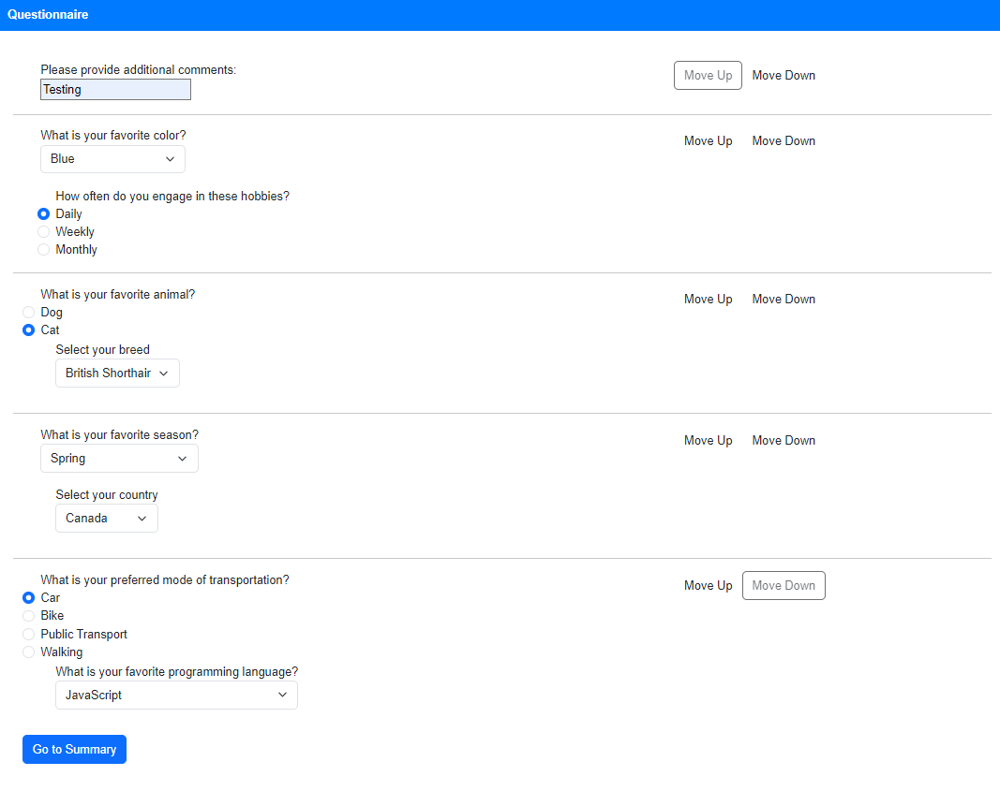 Questionnaire
Please provide additional comments:
Move Up Move Down
Testing
What is your favorite color?
Move Up Move Down
Blue
How often do you engage in these hobbies?
Daily
Weekly
Monthly
What is your favorite animal?
Move Up Move Down
Dog
Cat
Select your breed
British Shorthair
What is your favorite season?
Move Up Move Down
Spring
Select your country
Canada
What is your preferred mode of transportation?
Move Up Move Down
Car
Bike
Public Transport
Walking
What is your favorite programming language?
JavaScript
Go to Summary